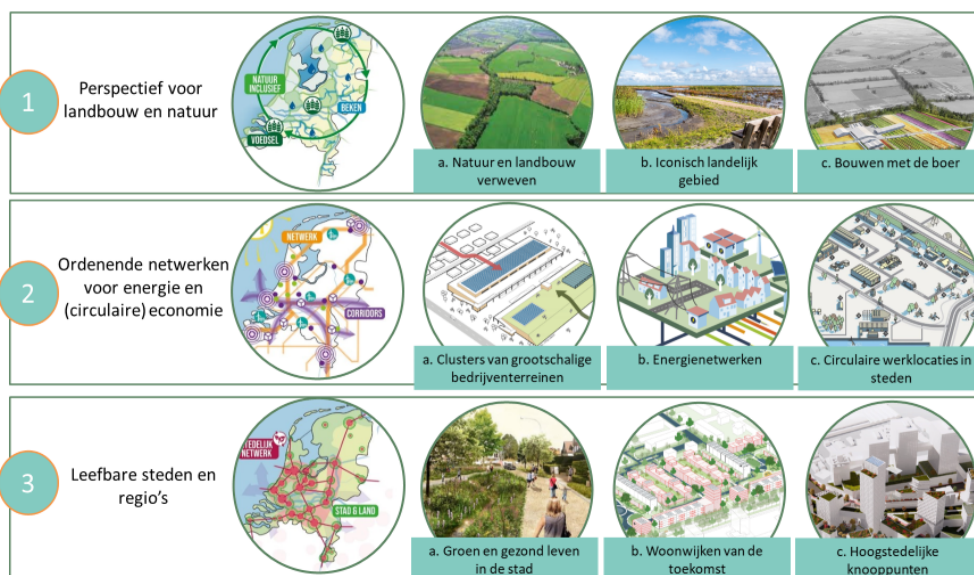 1
Perspectief voor
landbouw en natuur
NATUUR
INCLUSIEF
BEKEN
VOEDSEL
a. Natuur en landbouw
verweven
b. Iconisch landelijk
gebied
c. Bouwen met de boer
2
Ordenende netwerken
voor energie en
(circulaire) economie
NETWERK
CORRIDORS
a. Clusters van grootschalige
bedrijventerreinen
b. Energienetwerken
c. Circulaire werklocaties in
steden
3
Leefbare steden en
regio's
TEDELIJK
NETWERK
STAD & LAND
a. Groen en gezond leven
in de stad
b. Woonwijken van de
toekomst
c. Hoogstedelijke
knooppunten